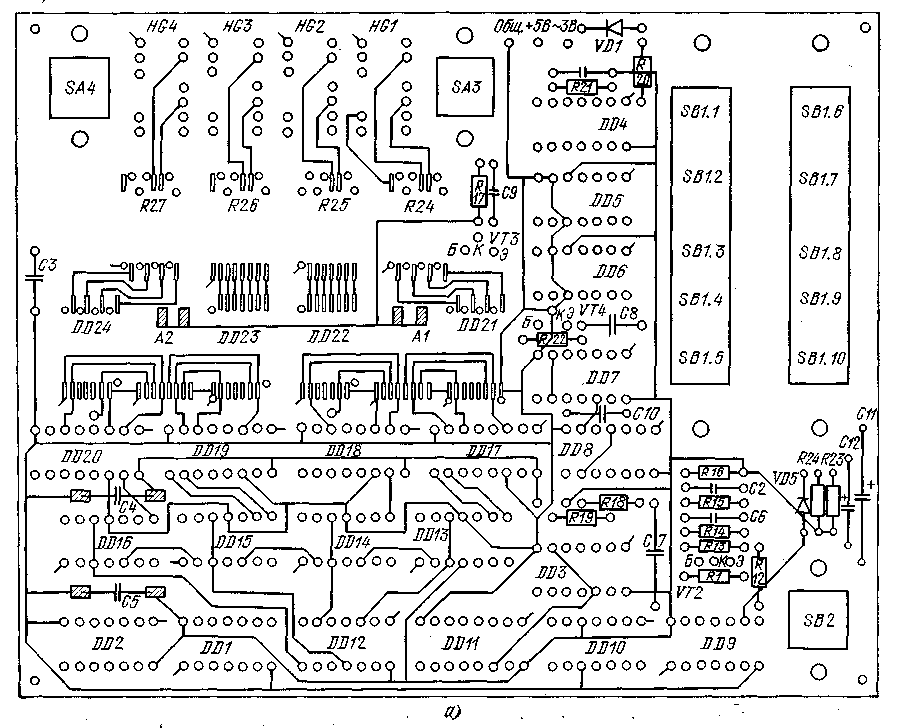 HG4 HG3 HG2 HG1 Общ. +5В ~3В
VD1
SA4 SA3 R20
R21
DD4
SB1.1 SB1.6
R27 R26 R25 R24 R17 C9 DD5 SB1.2 SB1.7
Б К VT3 Э
C3 DD6 SB1.3 SB1.8
DD24 A2 DD23 DD22 A1 DD21 Б К Э VT4 C8 SB1.4 SB1.9
R22
DD7 SB1.5 SB1.10
C10 C11
DD20 DD19 DD18 DD17 DD8 C12
R16 VD5 R24 R23
C4 R18 R15 C2
R19 C6
DD16 DD15 DD14 DD13 C7 R14
R13
DD3 Б К Э R12
C5 VT2 R1
DD2 DD1 DD12 DD11 DD10 DD9 SB2
а)